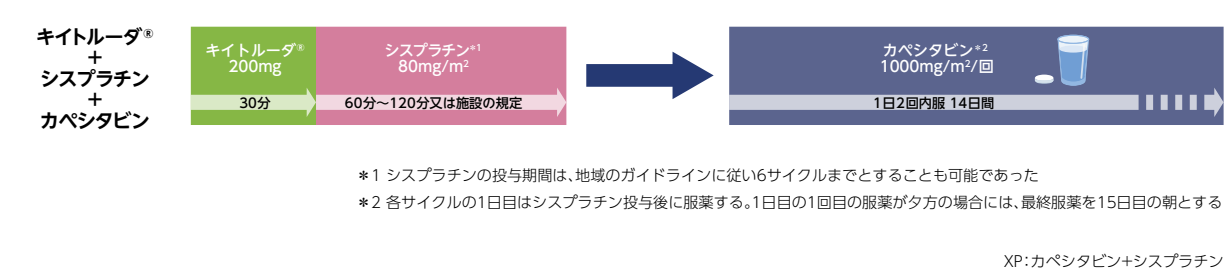 キイトルーダ®
+
シスプラチン
+
カペシタビン
キイトルーダ®
200mg
30分
シスプラチン*1
80mg/m2
60分~120分又は施設の規定
カペシタビン*2
1000mg/m2/回
1日2回内服 14日間
*1 シスプラチンの投与期間は、地域のガイドラインに従い6サイクルまでとすることも可能であった
*2 各サイクルの1日目はシスプラチン投与後に服薬する。1日目の1回目の服薬が夕方の場合には、最終服薬を15日目の朝とする
XP:カペシタビン+シスプラチン